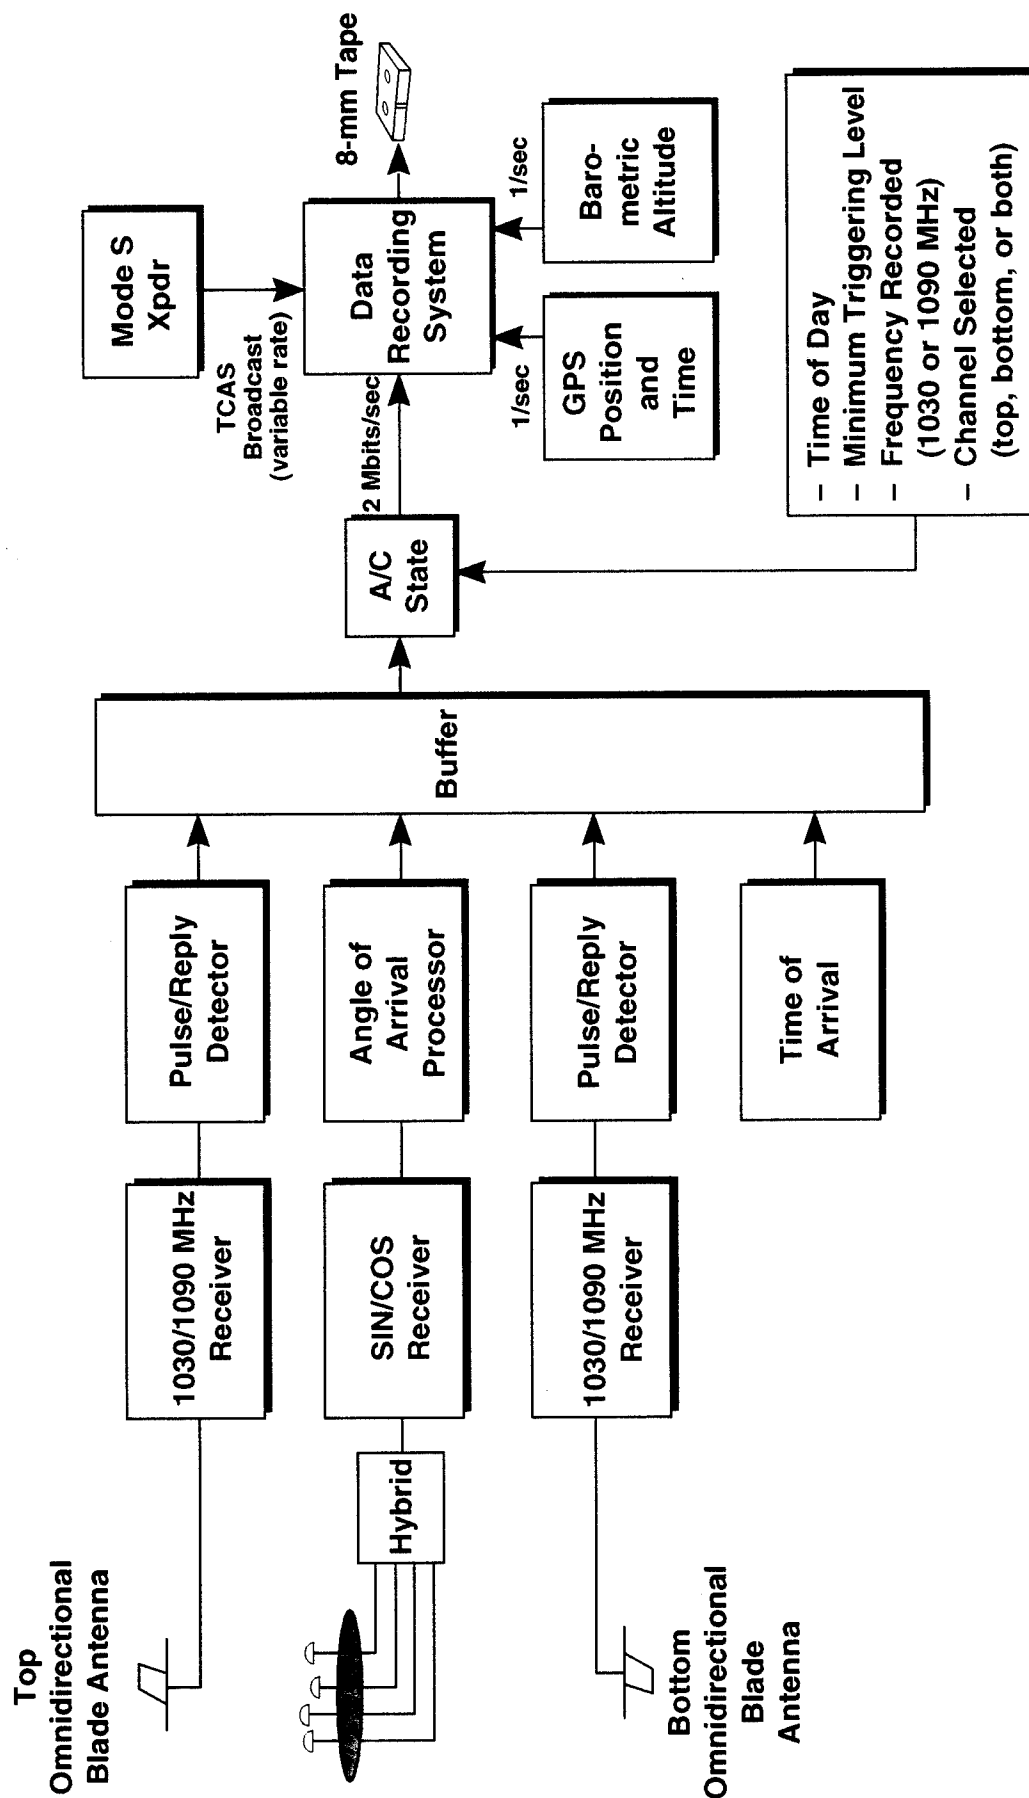 Top
Omnidirectional
Blade Antenna
1030/1090 MHz
Receiver
Pulse/Reply
Detector
Hybrid
SIN/COS
Receiver
Angle of
Arrival
Processor
Bottom
Omnidirectional
Blade
Antenna
1030/1090 MHz
Receiver
Pulse/Reply
Detector
Time of
Arrival
Buffer
A/C
State
2 Mbits/sec
Mode S
Xpdr
TCAS
Broadcast
(variable rate)
Data
Recording
System
8-mm Tape
1/sec
GPS
Position
and
Time
1/sec
Baro-
metric
Altitude
– Time of Day
– Minimum Triggering Level
– Frequency Recorded
(1030 or 1090 MHz)
– Channel Selected
(top, bottom, or both)